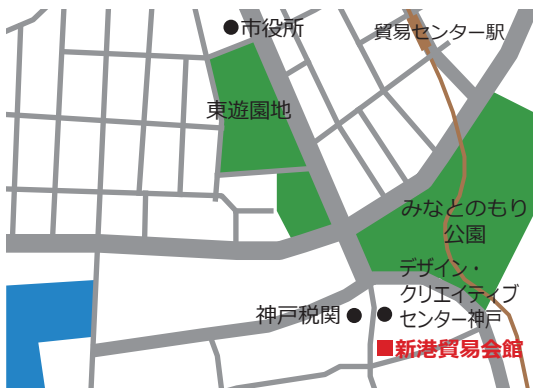 市役所
貿易センター駅
東遊園地
みなとのもり
公園
デザイン・
クリエイティブ
センター神戸
神戸税関
新港貿易会館